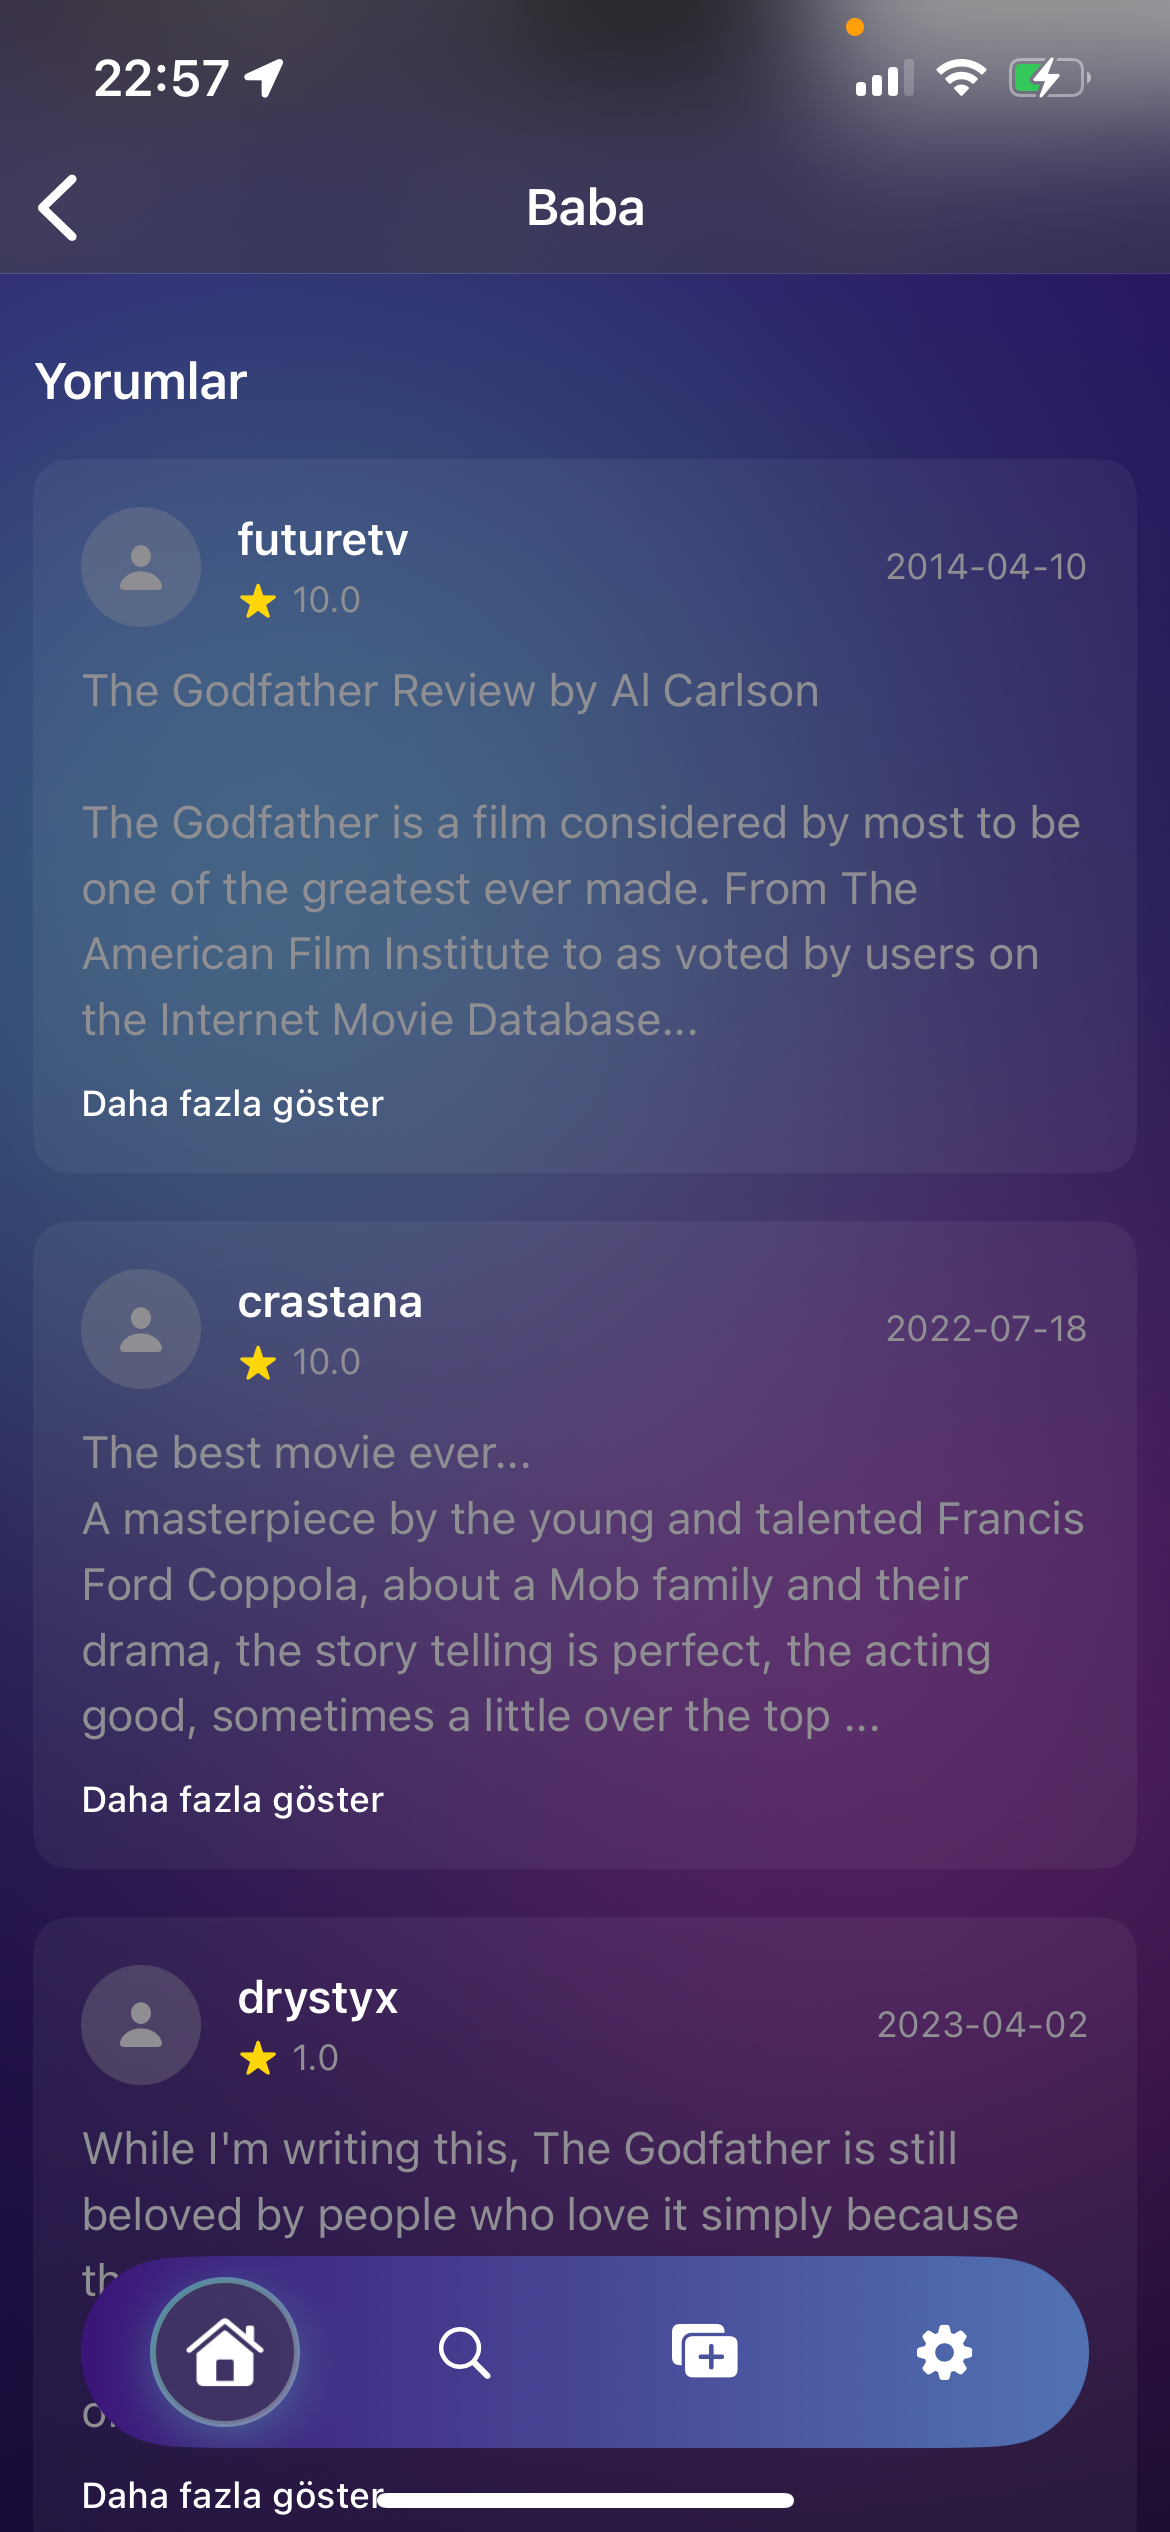 22:57
Baba
Yorumlar
futuretv
10.0
2014-04-10
The Godfather Review by Al Carlson
The Godfather is a film considered by most to be
one of the greatest ever made. From The
American Film Institute to as voted by users on
the Internet Movie Database...
Daha fazla göster
crastana
10.0
2022-07-18
The best movie ever...
A masterpiece by the young and talented Francis
Ford Coppola, about a Mob family and their
drama, the story telling is perfect, the acting
good, sometimes a little over the top ...
Daha fazla göster
drystyx
1.0
2023-04-02
While I'm writing this, The Godfather is still
beloved by people who love it simply because
Daha fazla göster